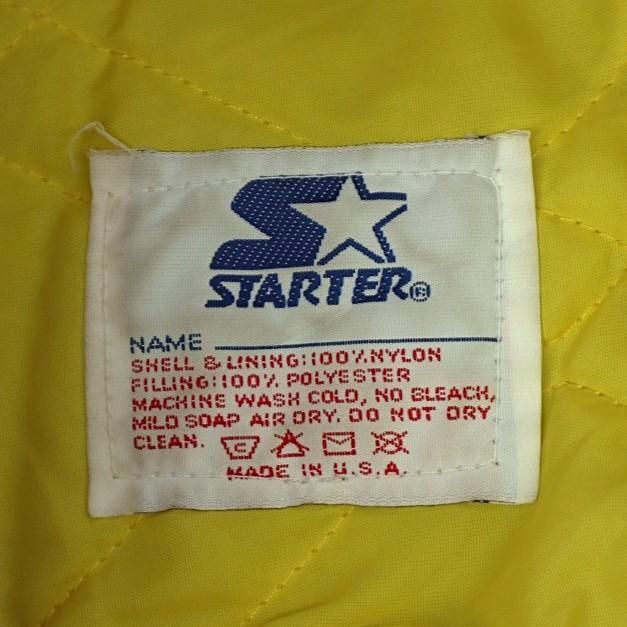 STARTER®
NAME
SHELL & LINING:100% NYLON
FILLING:100% POLYESTER
MACHINE WASH COLD, NO BLEACH,
MILD SOAP AIR DRY. DO NOT DRY
CLEAN.
MADE IN U.S.A.